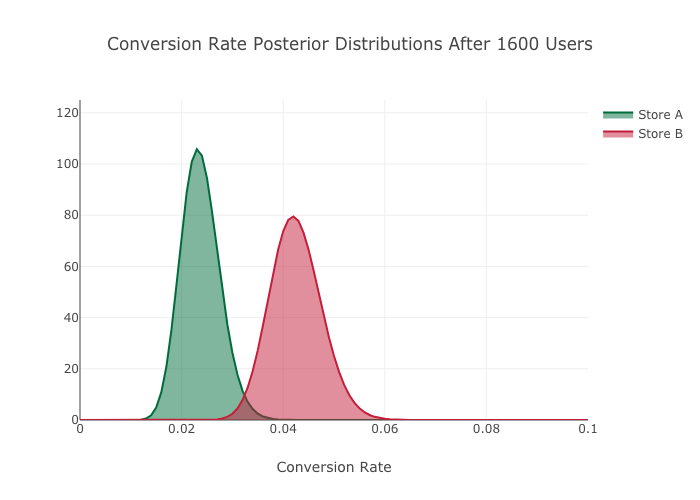 Conversion Rate Posterior Distributions After 1600 Users
120
100
80
60
40
20
0
0 0.02 0.04 0.06 0.08 0.1
Conversion Rate
Store A
Store B